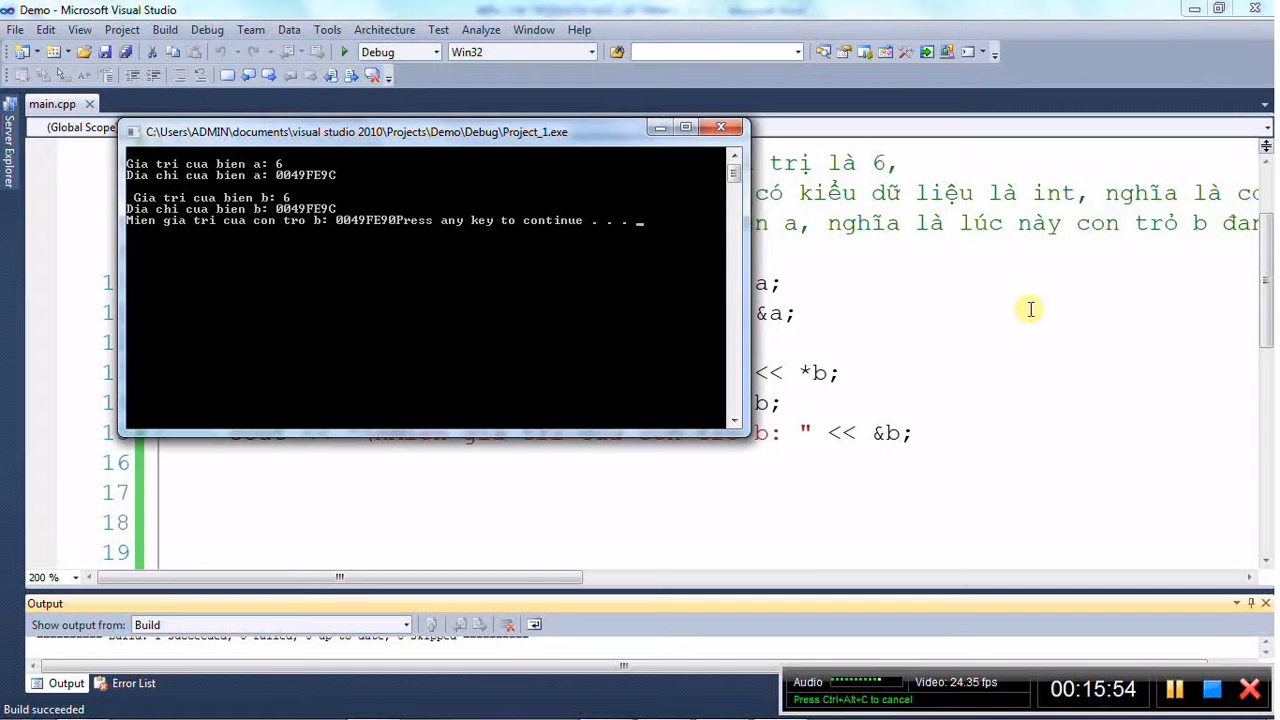 Demo - Microsoft Visual Studio
File Edit View Project Build Debug Team Data Tools Architecture Test Analyze Window Help
Debug Win32
main.cpp
(Global Scope
Server Explorer
C:\Users\ADMIN\documents\visual studio 2010\Projects\Demo\Debug\Project_1.exe
Gia tri cua bien a: 6
Dia chi cua bien a: 0049FE9C
Gia tri cua bien b: 6
Dia chi cua bien b: 0049FE9C
Mien gia tri cua con tro b: 0049FE90Press any key to continue . . . _
trị là 6,
có kiểu dữ liệu là int, nghĩa là co
ến a, nghĩa là lúc này con trỏ b đan
a;
&a;
<< *b;
b;
b: " << &b;
16
17
18
19
200 %
Output
Show output from: Build
Output Error List
Build succeeded
Audio Video: 24.35 fps
Press Ctrl+Alt+C to cancel
00:15:54